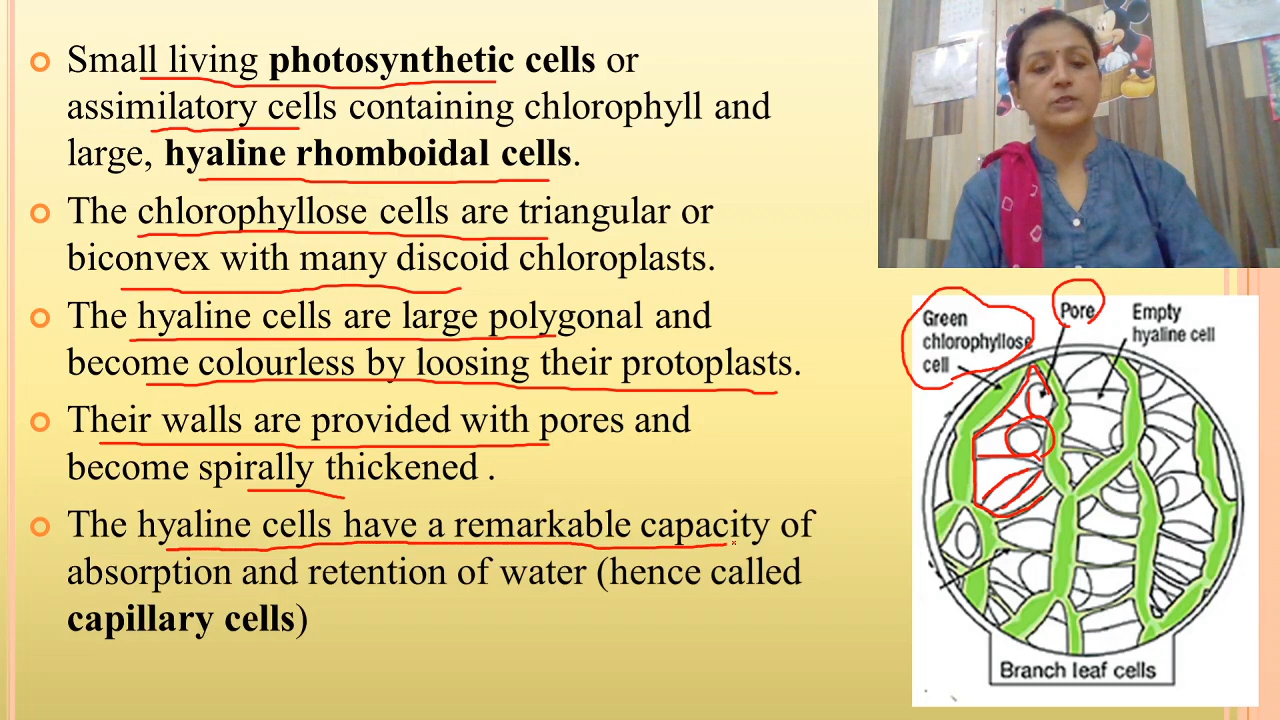 Small living photosynthetic cells or
assimilatory cells containing chlorophyll and
large, hyaline rhomboidal cells.
The chlorophyllose cells are triangular or
biconvex with many discoid chloroplasts.
The hyaline cells are large polygonal and
become colourless by loosing their protoplasts.
Their walls are provided with pores and
become spirally thickened .
The hyaline cells have a remarkable capacity of
absorption and retention of water (hence called
capillary cells)
Green
chlorophyllose
cell
Pore
Empty
hyaline cell
Branch leaf cells